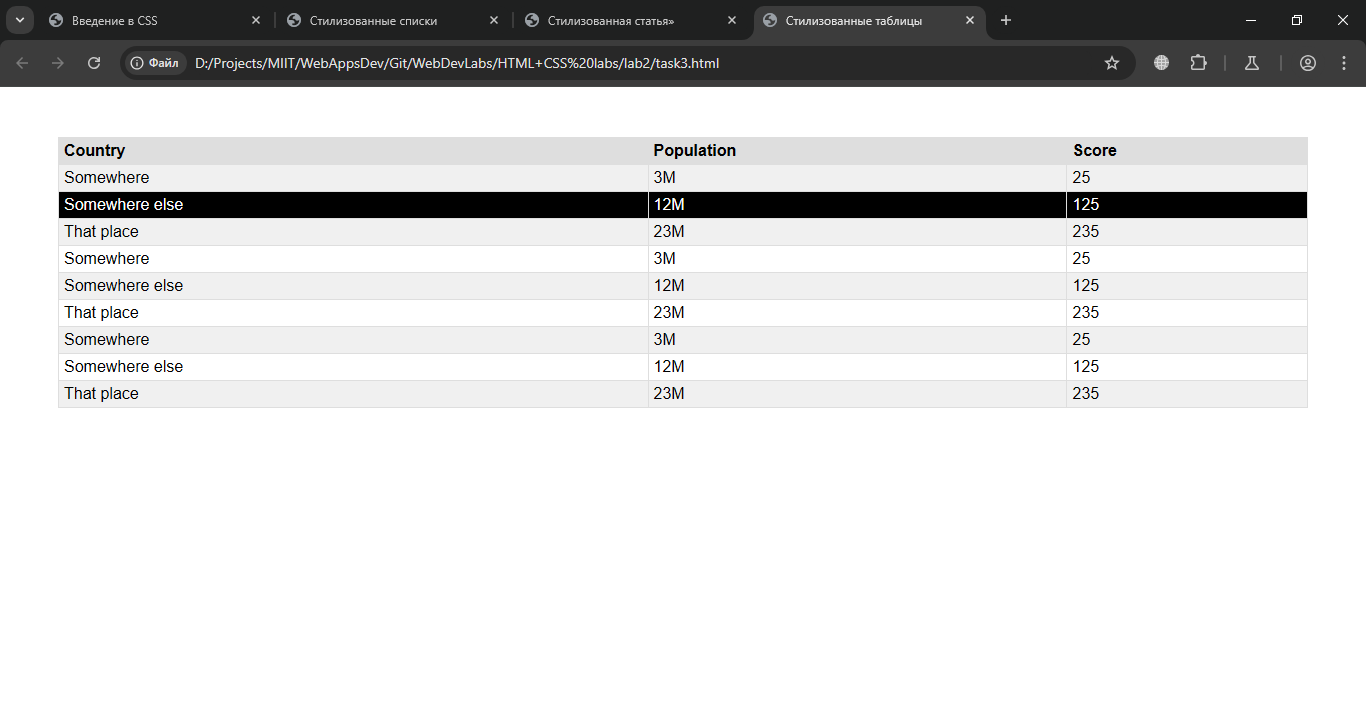 Введение в CSS
Стилизованные списки
Стилизованная статья»
Стилизованные таблицы
Файл D:/Projects/MIIT/WebAppsDev/Git/WebDevLabs/HTML+CSS%20labs/lab2/task3.html
Country Population Score
Somewhere 3M 25
Somewhere else 12M 125
That place 23M 235
Somewhere 3M 25
Somewhere else 12M 125
That place 23M 235
Somewhere 3M 25
Somewhere else 12M 125
That place 23M 235